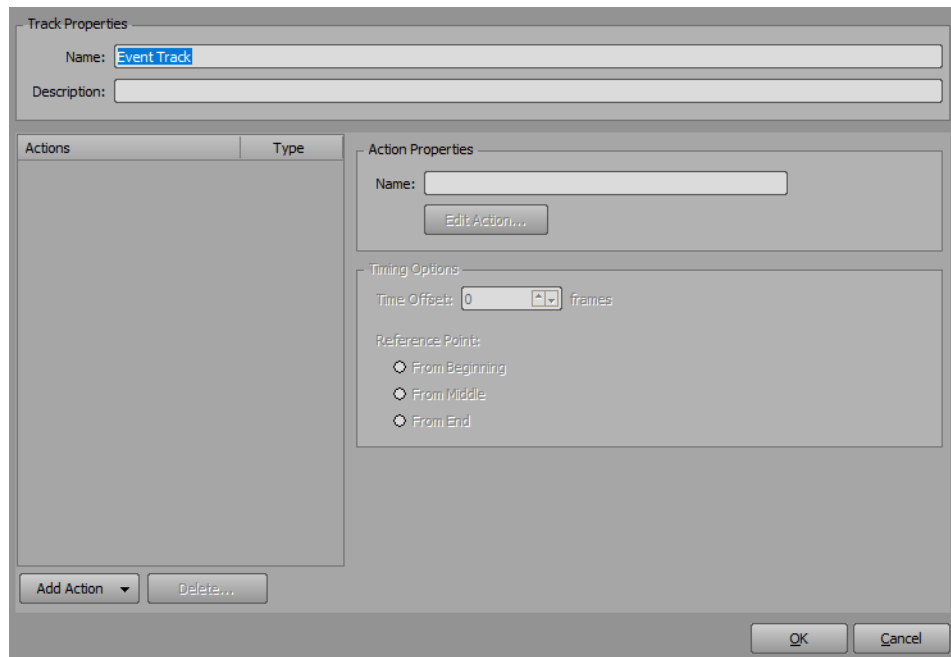 Track Properties
Name: Event Track
Description:
Actions Type
Action Properties
Name:
Edit Action...
Timing Options
Time Offset: 0 frames
Reference Point:
From Beginning
From Middle
From End
Add Action Delete...
OK Cancel